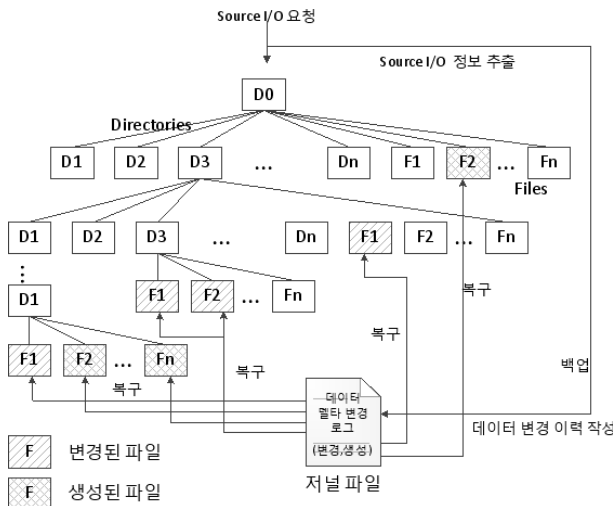 Source I/O 요청
Source I/O 정보 추출
D0
Directories
D1 D2 D3 ... Dn F1 F2 ... Fn
Files
D1 D2 D3 ... Dn F1 F2 ... Fn
⋮
D1 F1 F2 ... Fn
복구
복구
F1 F2 ... Fn
백업
복구
복구
데이터
델타 변경
로그
(변경,생성)
데이터 변경 이력 작성
F 변경된 파일
저널 파일
F 생성된 파일